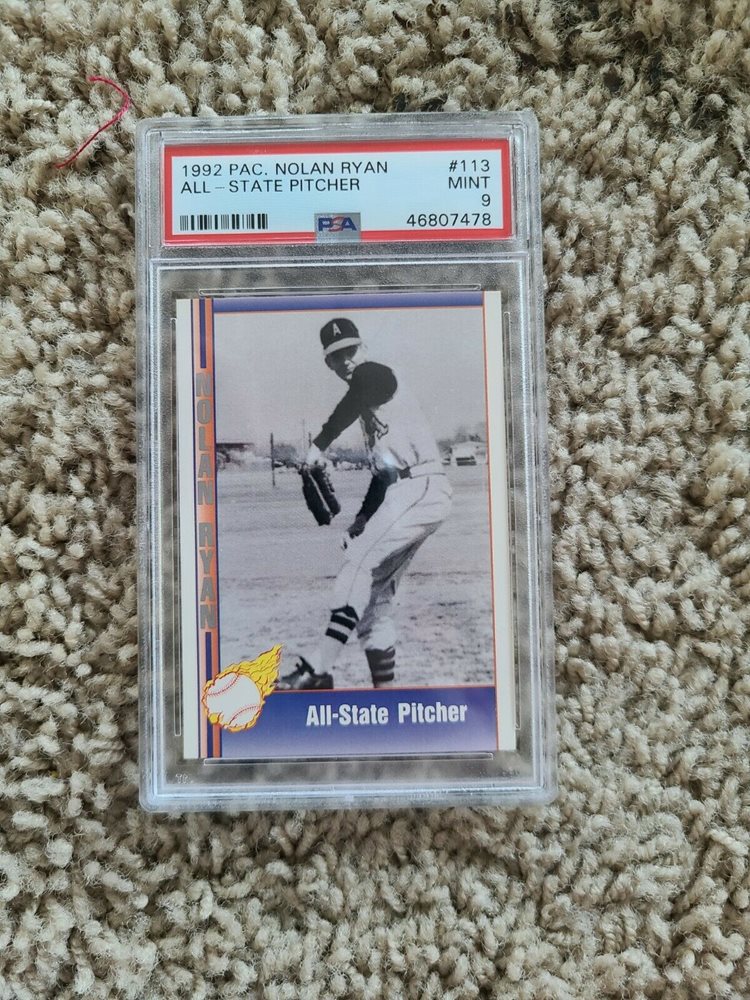 1992 PAC. NOLAN RYAN #113
ALL - STATE PITCHER MINT
9
PSA 46807478
A
NOLAN RYAN
All-State Pitcher